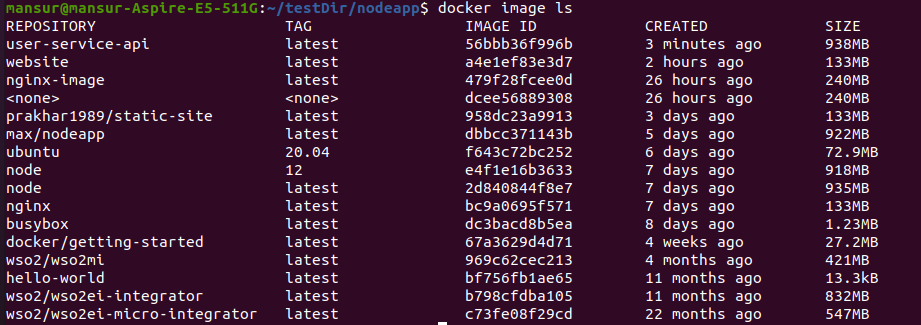 mansur@mansur-Aspire-E5-511G:~/testDir/nodeapp$ docker image ls
REPOSITORY TAG IMAGE ID CREATED SIZE
user-service-api latest 56bbb36f996b 3 minutes ago 938MB
website latest a4e1ef83e3d7 2 hours ago 133MB
nginx-image latest 479f28fcee0d 26 hours ago 240MB
<none> <none> dcee56889308 26 hours ago 240MB
prakhar1989/static-site latest 958dc23a9913 3 days ago 133MB
max/nodeapp latest dbbcc371143b 5 days ago 922MB
ubuntu 20.04 f643c72bc252 6 days ago 72.9MB
node 12 e4f1e16b3633 7 days ago 918MB
node latest 2d840844f8e7 7 days ago 935MB
nginx latest bc9a0695f571 7 days ago 133MB
busybox latest dc3bacd8b5ea 8 days ago 1.23MB
docker/getting-started latest 67a3629d4d71 4 weeks ago 27.2MB
wso2/wso2mi latest 969c62cec213 4 months ago 421MB
hello-world latest bf756fb1ae65 11 months ago 13.3kB
wso2/wso2ei-integrator latest b798cfdba105 11 months ago 832MB
wso2/wso2ei-micro-integrator latest c73fe08f29cd 22 months ago 547MB